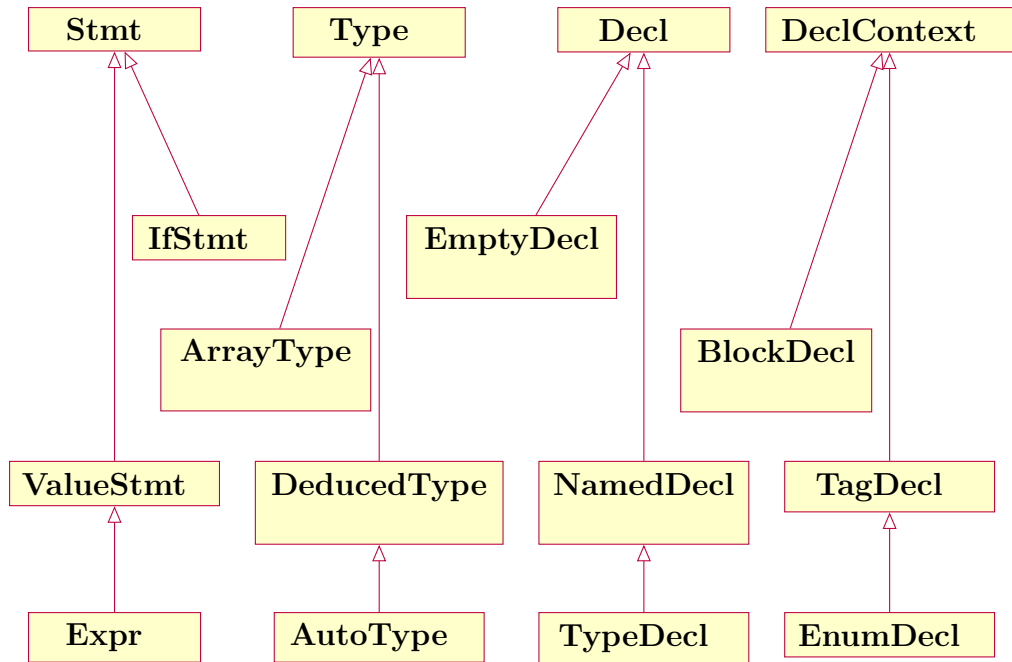 Stmt
Type
Decl
DeclContext
IfStmt
EmptyDecl
ArrayType
BlockDecl
ValueStmt
DeducedType
NamedDecl
TagDecl
Expr
AutoType
TypeDecl
EnumDecl